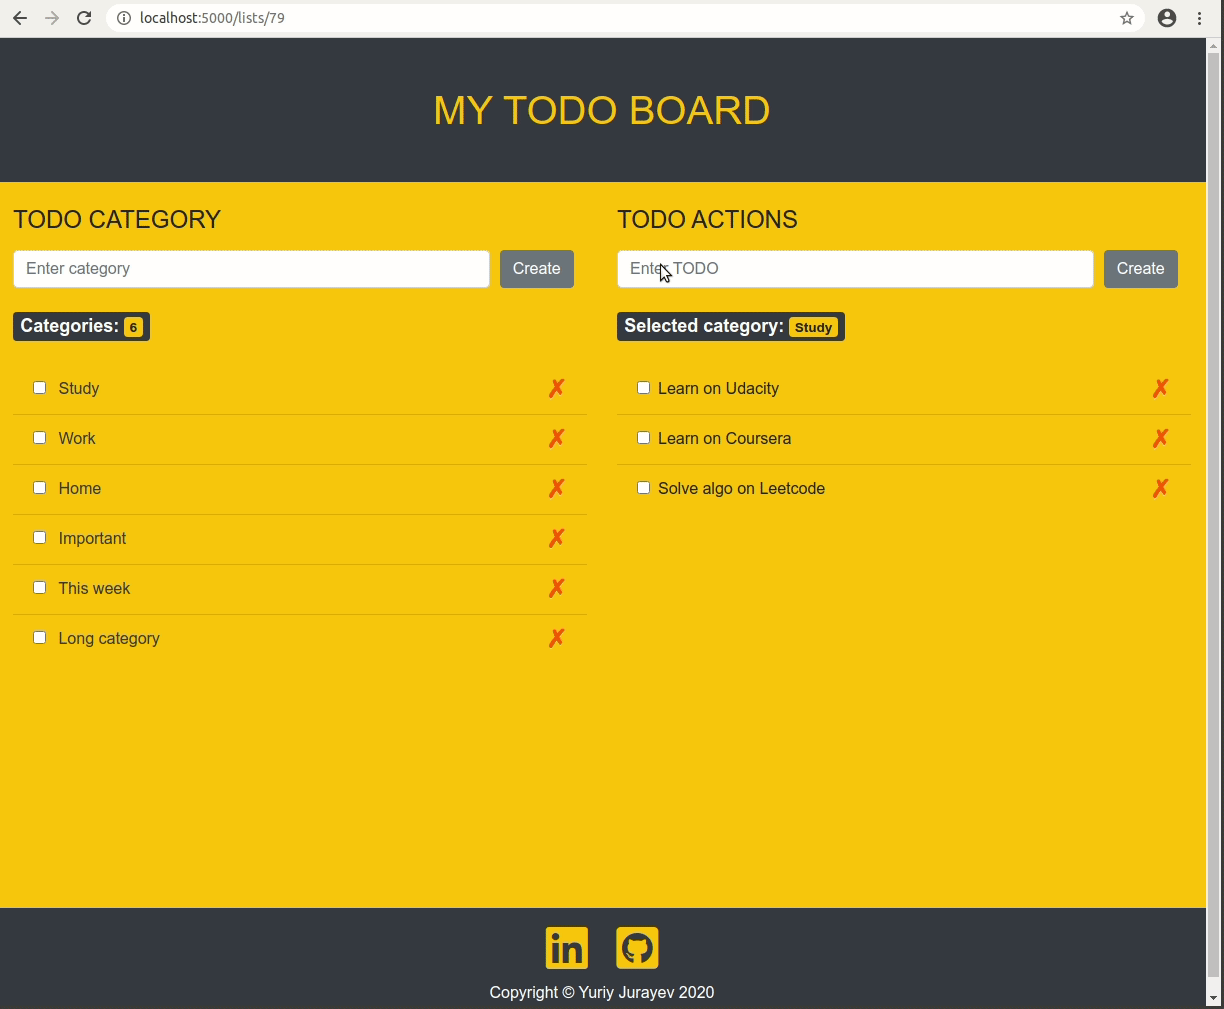 localhost:5000/lists/79
MY TODO BOARD
TODO CATEGORY
Enter category
Create
Categories: 6
Study
Work
Home
Important
This week
Long category
TODO ACTIONS
Enter TODO
Create
Selected category: Study
Learn on Udacity
Learn on Coursera
Solve algo on Leetcode
in
Copyright © Yuriy Jurayev 2020